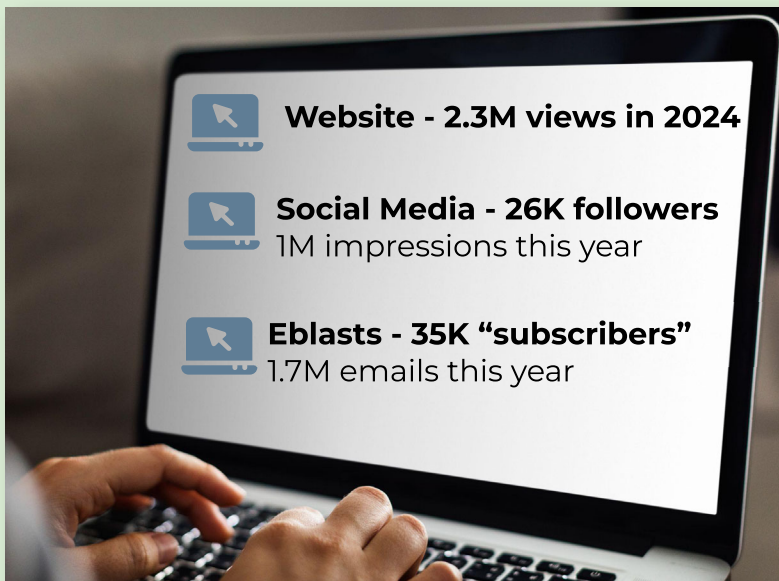 Website - 2.3M views in 2024
Social Media - 26K followers
1M impressions this year
Eblasts - 35K “subscribers”
1.7M emails this year